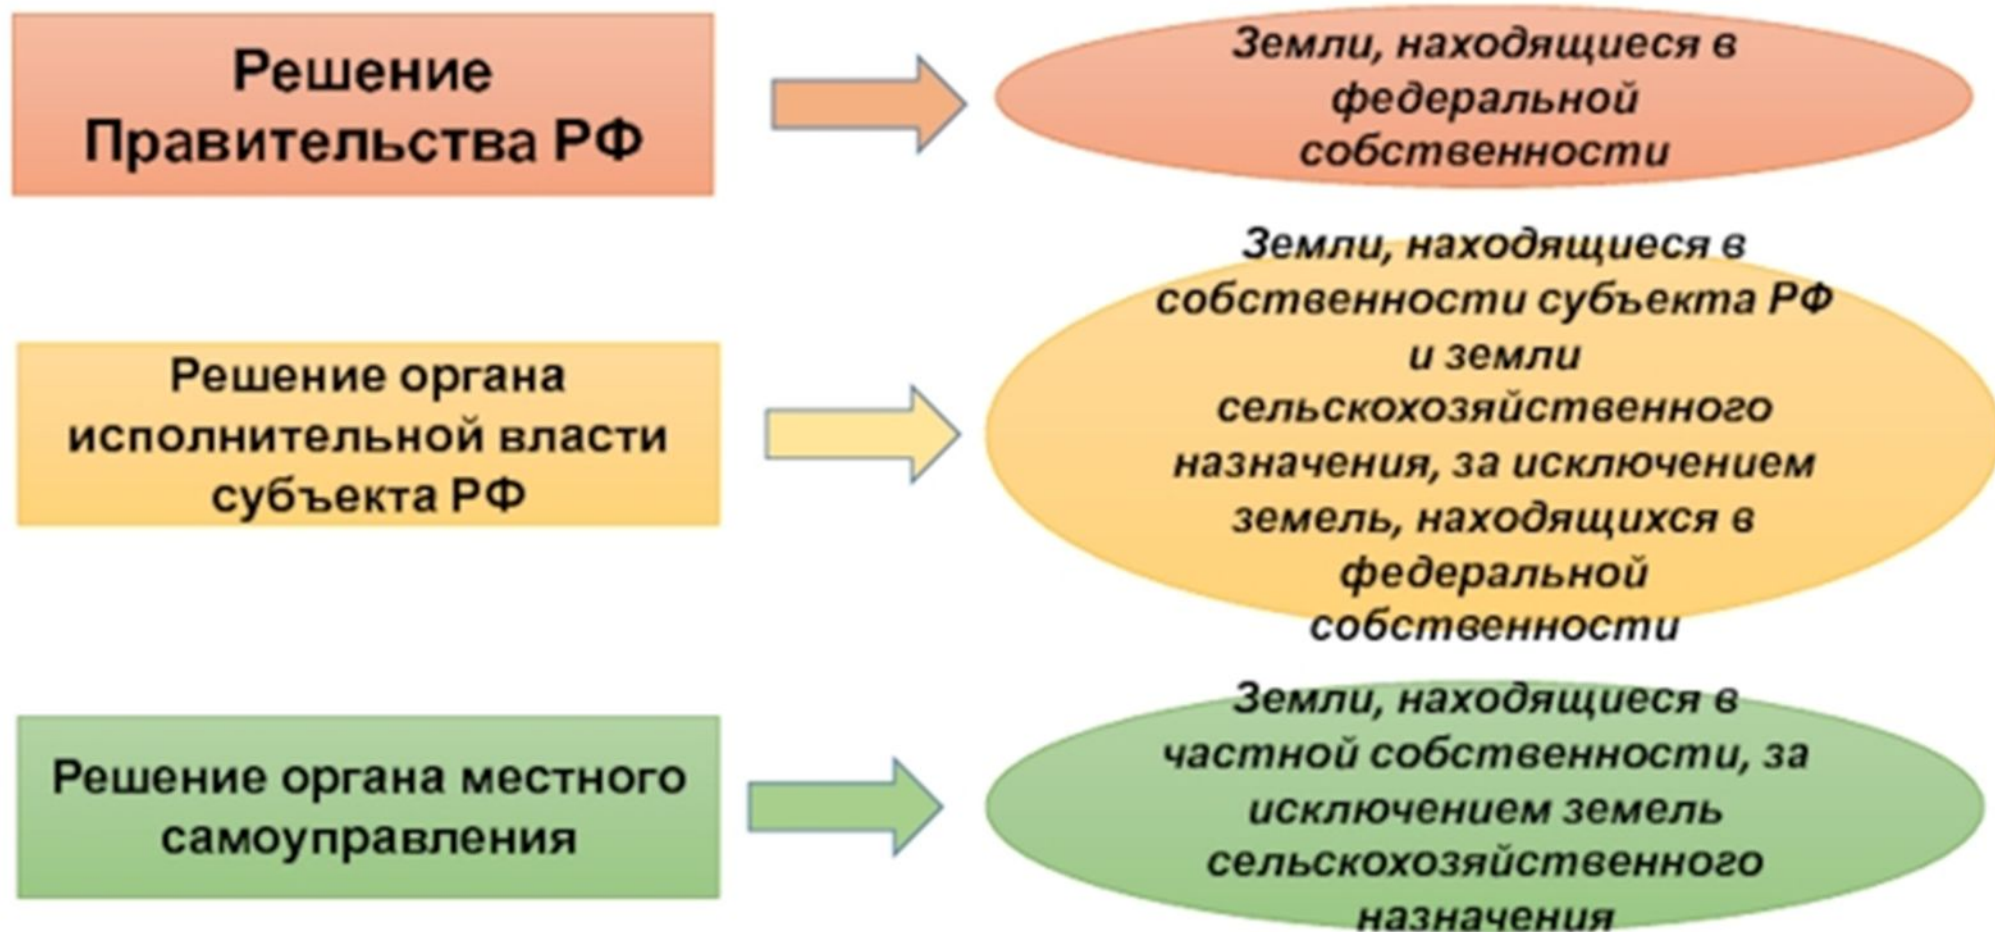 Решение
Правительства РФ
Земли, находящиеся в
федеральной
собственности
Решение органа
исполнительной власти
субъекта РФ
Земли, находящиеся в
собственности субъекта РФ
и земли
сельскохозяйственного
назначения, за исключением
земель, находящихся в
федеральной
собственности
Решение органа местного
самоуправления
Земли, находящиеся в
частной собственности, за
исключением земель
сельскохозяйственного
назначения